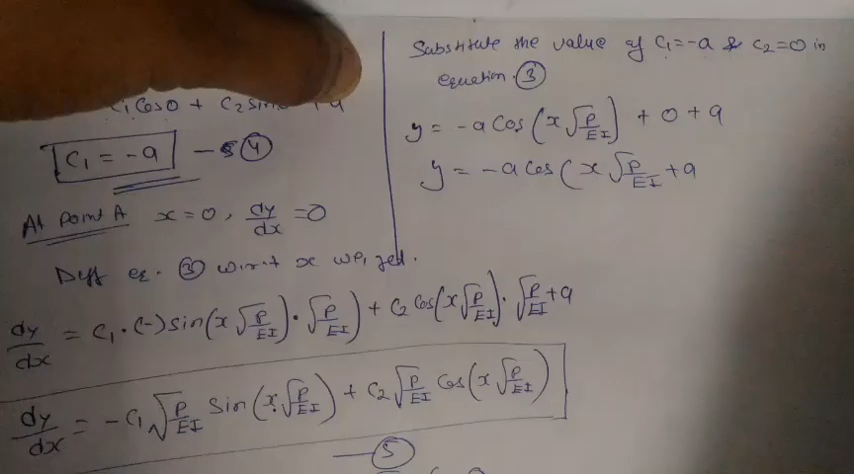 C₁ Cos0 + C₂ sin0 + a
C₁ = -a — 5 ④
At Point A x = 0, dy/dx = 0
Diff eq. ③ w.r.t x we, get.
dy/dx = C₁·(-)sin(x√P/EI)·√P/EI) + C₂ Cos(x√P/EI)·√P/EI + a
dy/dx = -C₁√P/EI Sin(x√P/EI) + C₂√P/EI Cos(x√P/EI)
— ⑤
Substitute the value of C₁=-a & C₂=0 in
equation ③
y = -a Cos(x√P/EI) + 0 + a
y = -a Cos(x√P/EI + a